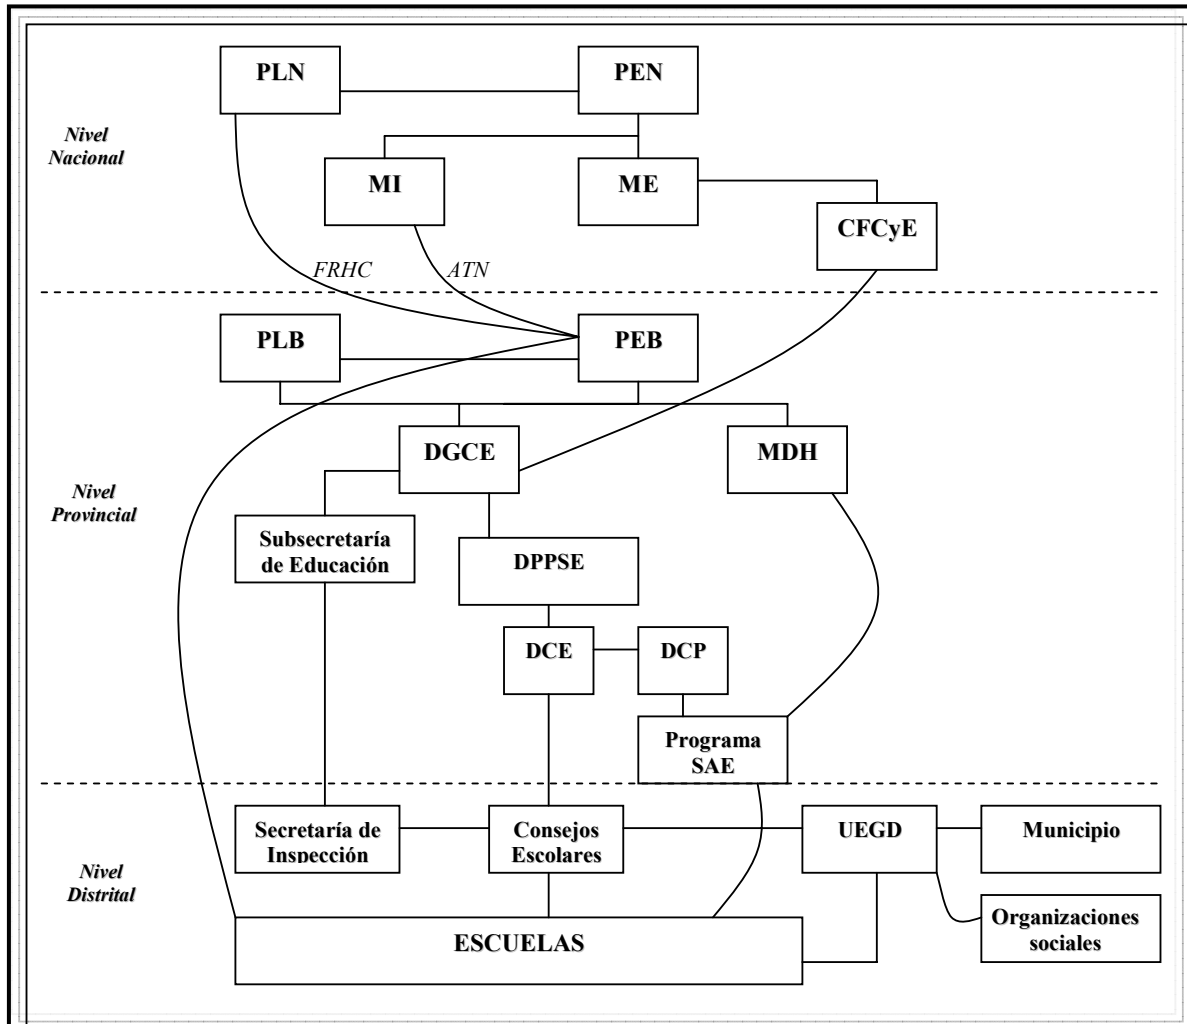 PLN
PEN
Nivel
Nacional
MI
ME
CFCyE
FRHC
ATN
PLB
PEB
DGCE
MDH
Nivel
Provincial
Subsecretaría
de Educación
DPPSE
DCE
DCP
Programa
SAE
Secretaría de
Inspección
Consejos
Escolares
UEGD
Municipio
Nivel
Distrital
Organizaciones
sociales
ESCUELAS